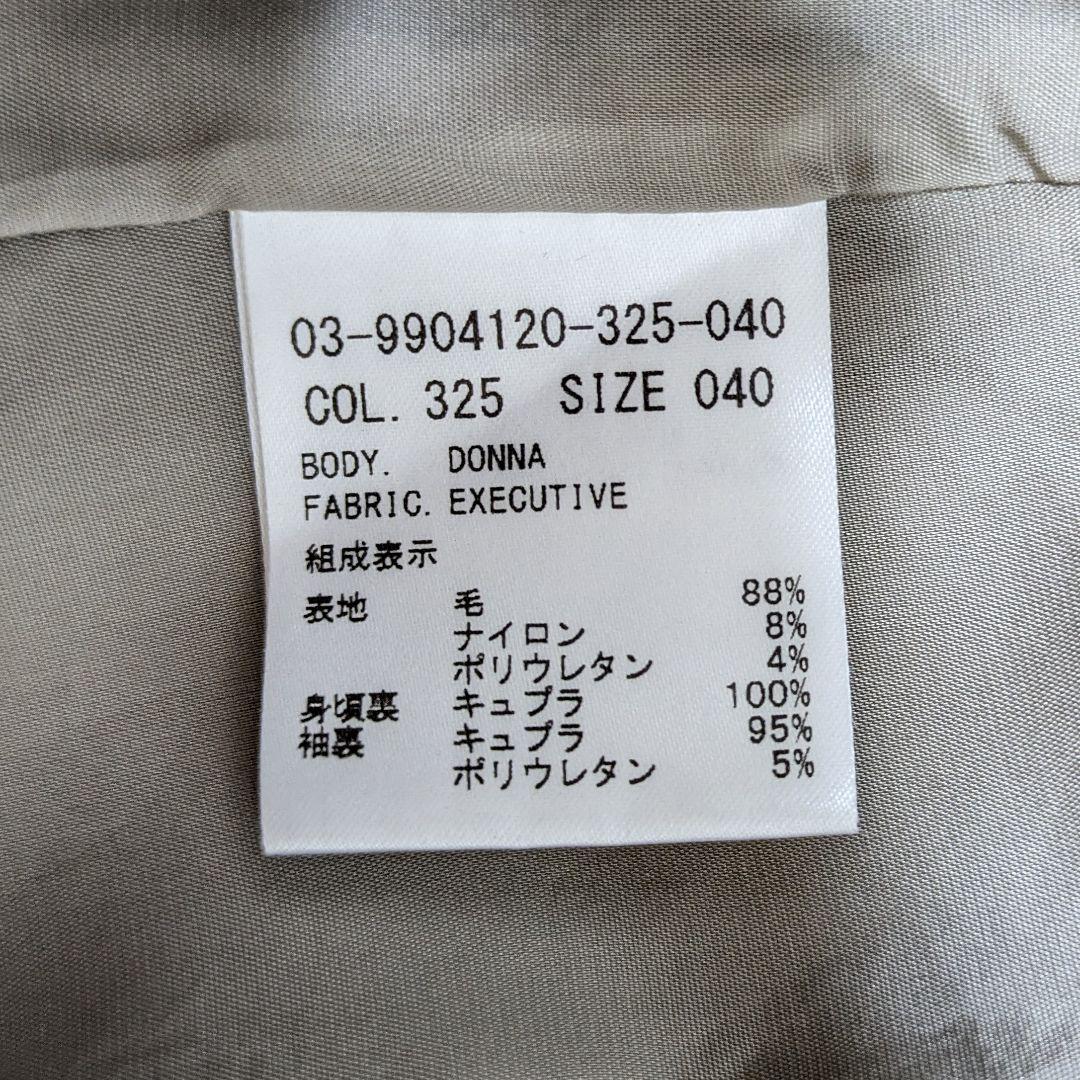 03-9904120-325-040
COL. 325 SIZE 040
BODY. DONNA
FABRIC. EXECUTIVE
組成表示
表地 毛 88%
ナイロン 8%
ポリウレタン 4%
身頃裏 キュプラ 100%
袖裏 キュプラ 95%
ポリウレタン 5%